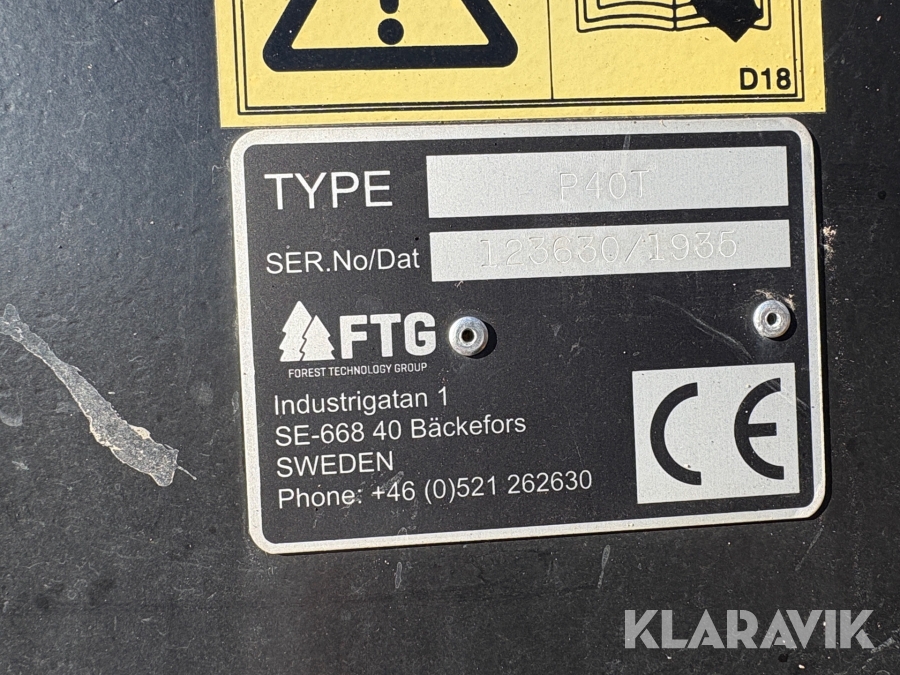 D18
TYPE P40T
SER.No/Dat 123630/1935
FTG
FOREST TECHNOLOGY GROUP
Industrigatan 1
SE-668 40 Bäckefors
SWEDEN
Phone: +46 (0)521 262630
CE
KLARAVIK